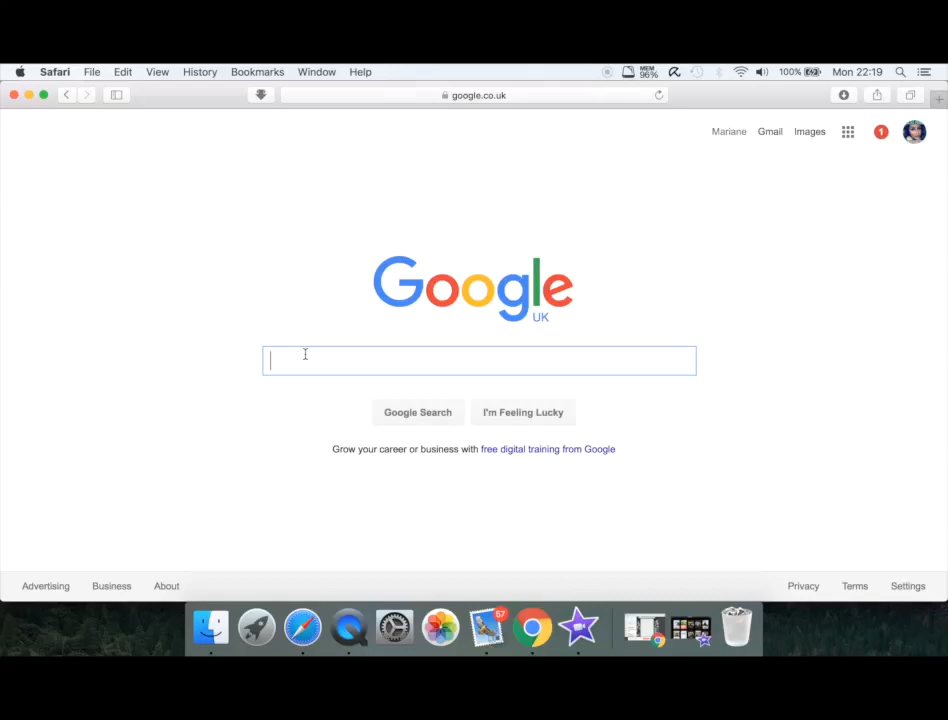 Safari File Edit View History Bookmarks Window Help MEM 96% 100% Mon 22:19
google.co.uk
Mariane Gmail Images 1
Google
UK
Google Search I'm Feeling Lucky
Grow your career or business with free digital training from Google
Advertising Business About Privacy Terms Settings
57